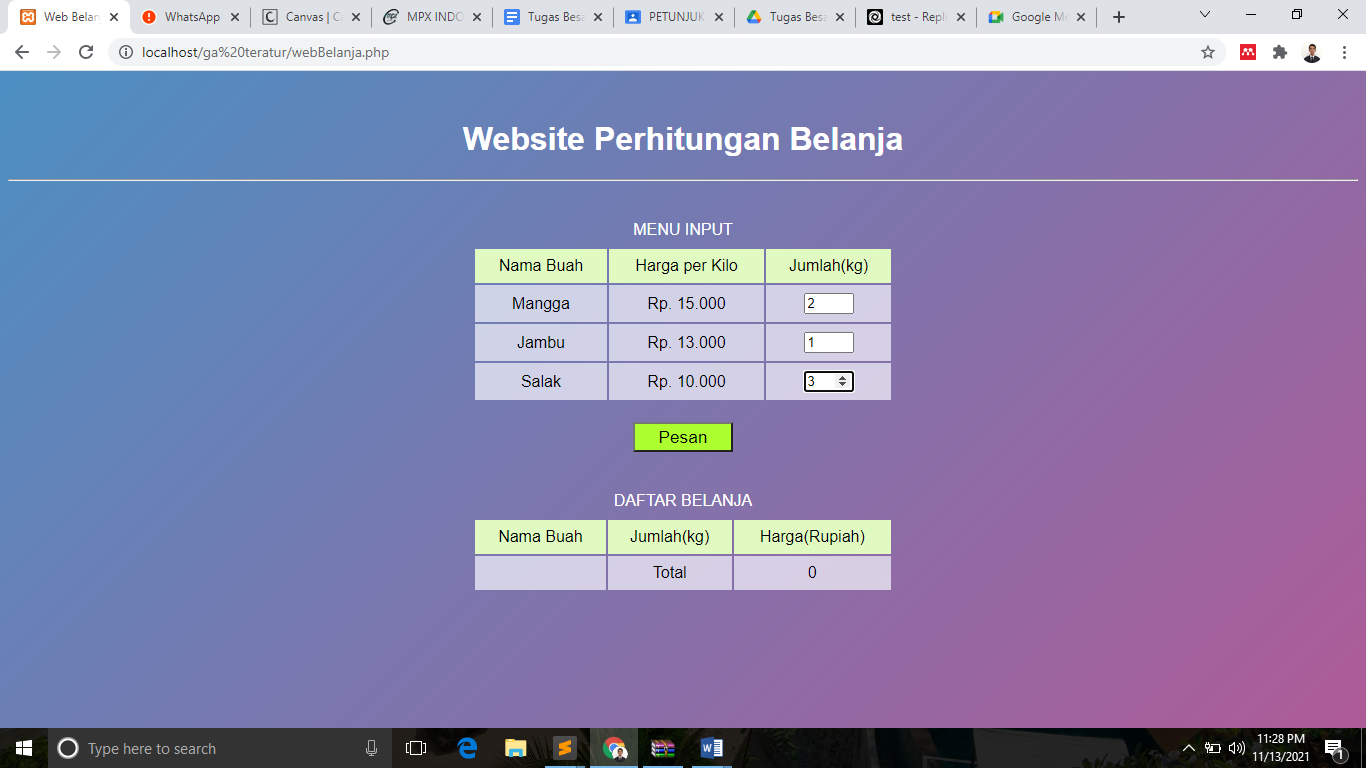 Web Belan
WhatsApp
Canvas | C
MPX INDO
Tugas Besa
PETUNJUK
Tugas Besa
test - Repli
Google Me
localhost/ga%20teratur/webBelanja.php
Website Perhitungan Belanja
MENU INPUT
Nama Buah Harga per Kilo Jumlah(kg)
Mangga Rp. 15.000 2
Jambu Rp. 13.000 1
Salak Rp. 10.000 3
Pesan
DAFTAR BELANJA
Nama Buah Jumlah(kg) Harga(Rupiah)
Total 0
Type here to search
11:28 PM
11/13/2021
1